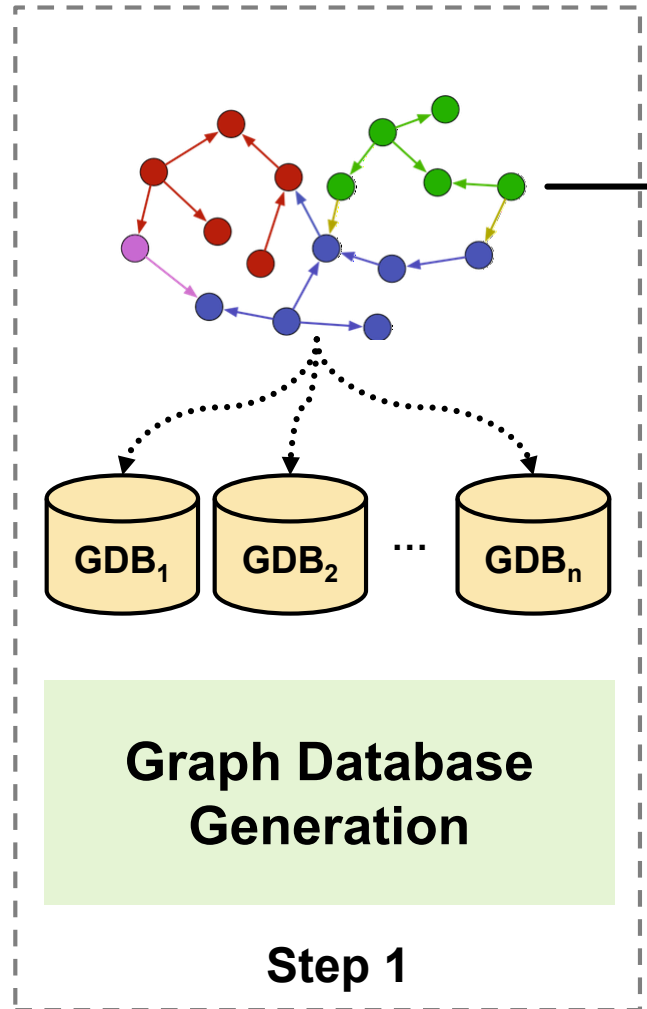 GDB₁ GDB₂ ... GDBₙ
Graph Database
Generation
Step 1